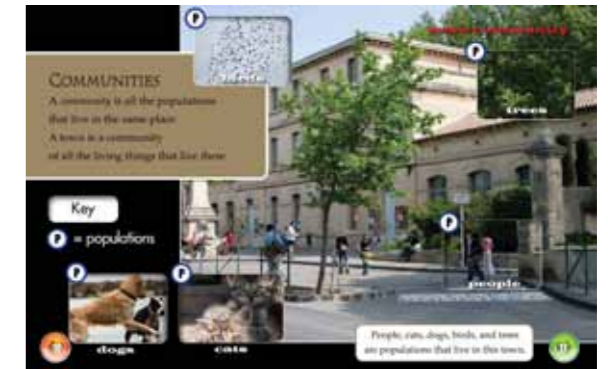 COMMUNITIES
A community is all the populations
that live in the same place
A town is a community
of all the living things that live there
Key
P = populations
P
P
P
P
P
trees
people
dogs
cats
People, cats, dogs, birds, and trees
are populations that live in this town.